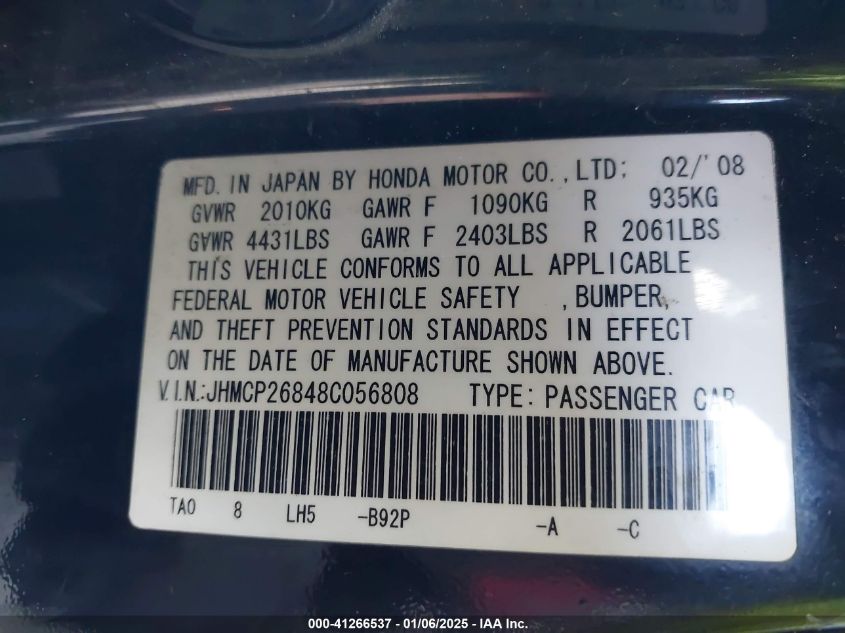 MFD. IN JAPAN BY HONDA MOTOR CO., LTD: 02/'08
GVWR 2010KG GAWR F 1090KG R 935KG
GVWR 4431LBS GAWR F 2403LBS R 2061LBS
THIS VEHICLE CONFORMS TO ALL APPLICABLE
FEDERAL MOTOR VEHICLE SAFETY , BUMPER,
AND THEFT PREVENTION STANDARDS IN EFFECT
ON THE DATE OF MANUFACTURE SHOWN ABOVE.
V.I.N.:JHMCP26848C056808 TYPE: PASSENGER CAR
TA0 8 LH5 -B92P -A -C
000-41266537 - 01/06/2025 - IAA Inc.